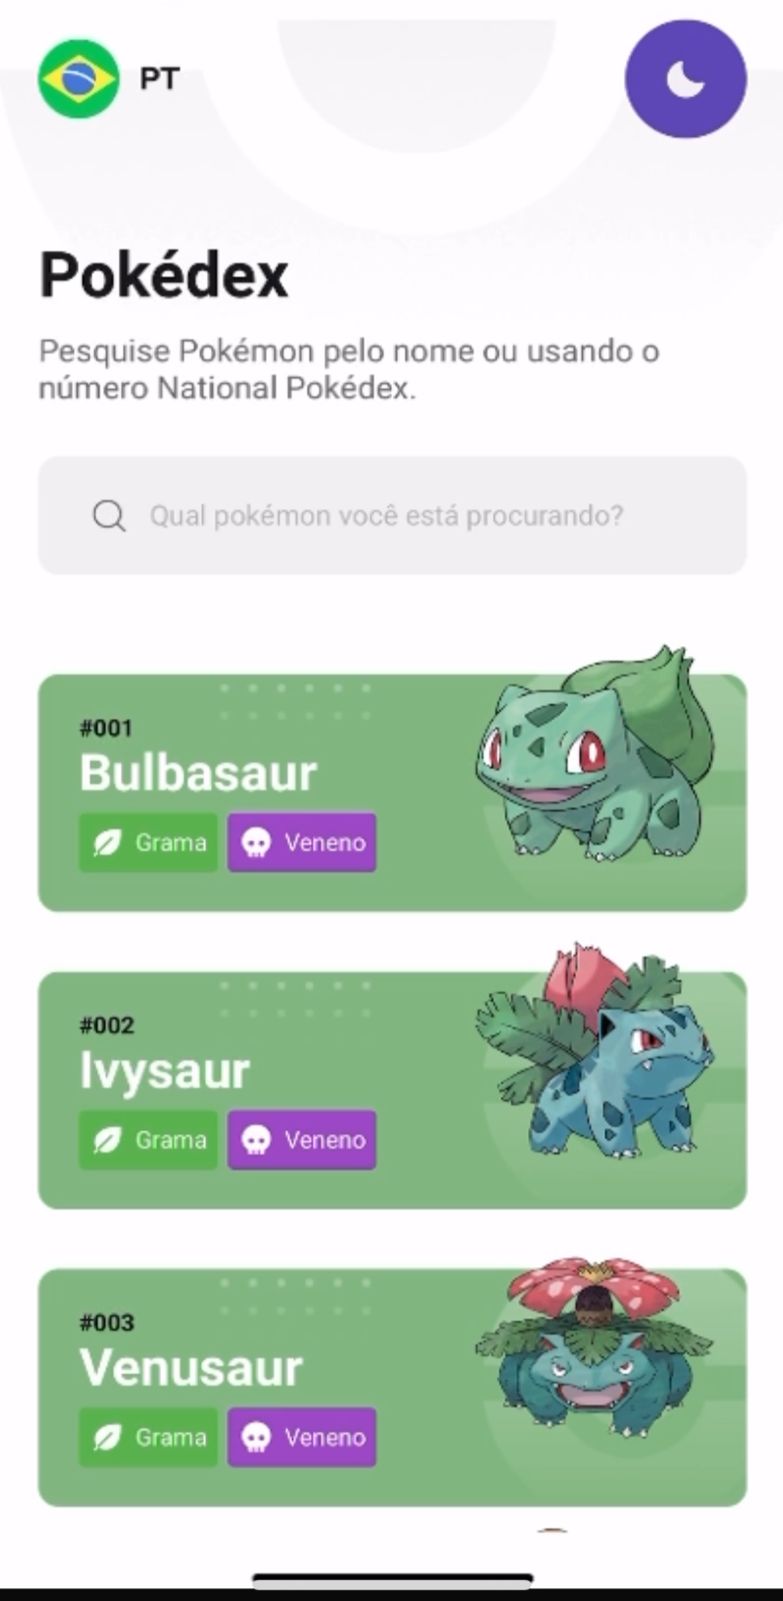 PT
Pokédex
Pesquise Pokémon pelo nome ou usando o
número National Pokédex.
Qual pokémon você está procurando?
#001
Bulbasaur
Grama Veneno
#002
Ivysaur
Grama Veneno
#003
Venusaur
Grama Veneno